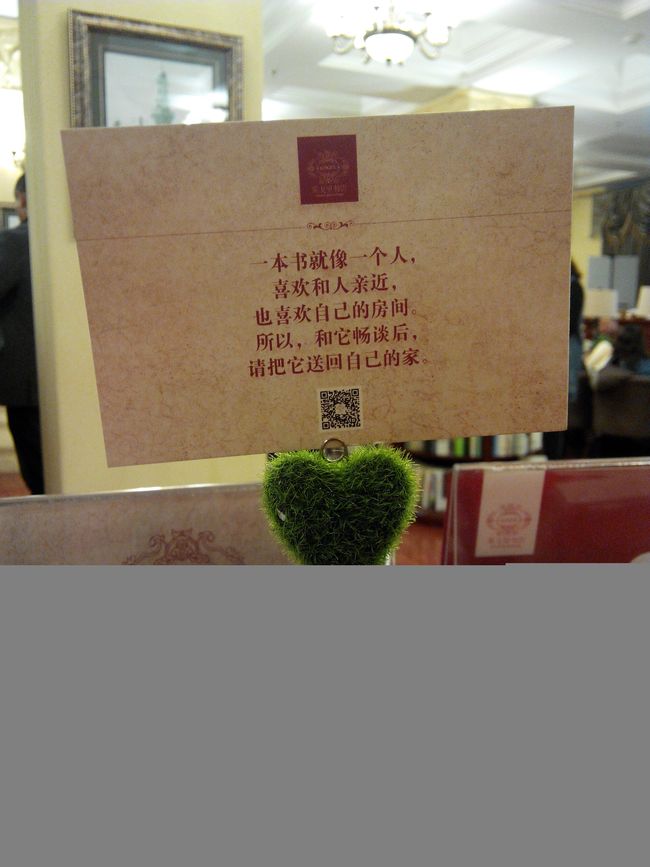 一本书就像一个人，
喜欢和人亲近，
也喜欢自己的房间。
所以，和它畅谈后，
请把它送回自己的家。